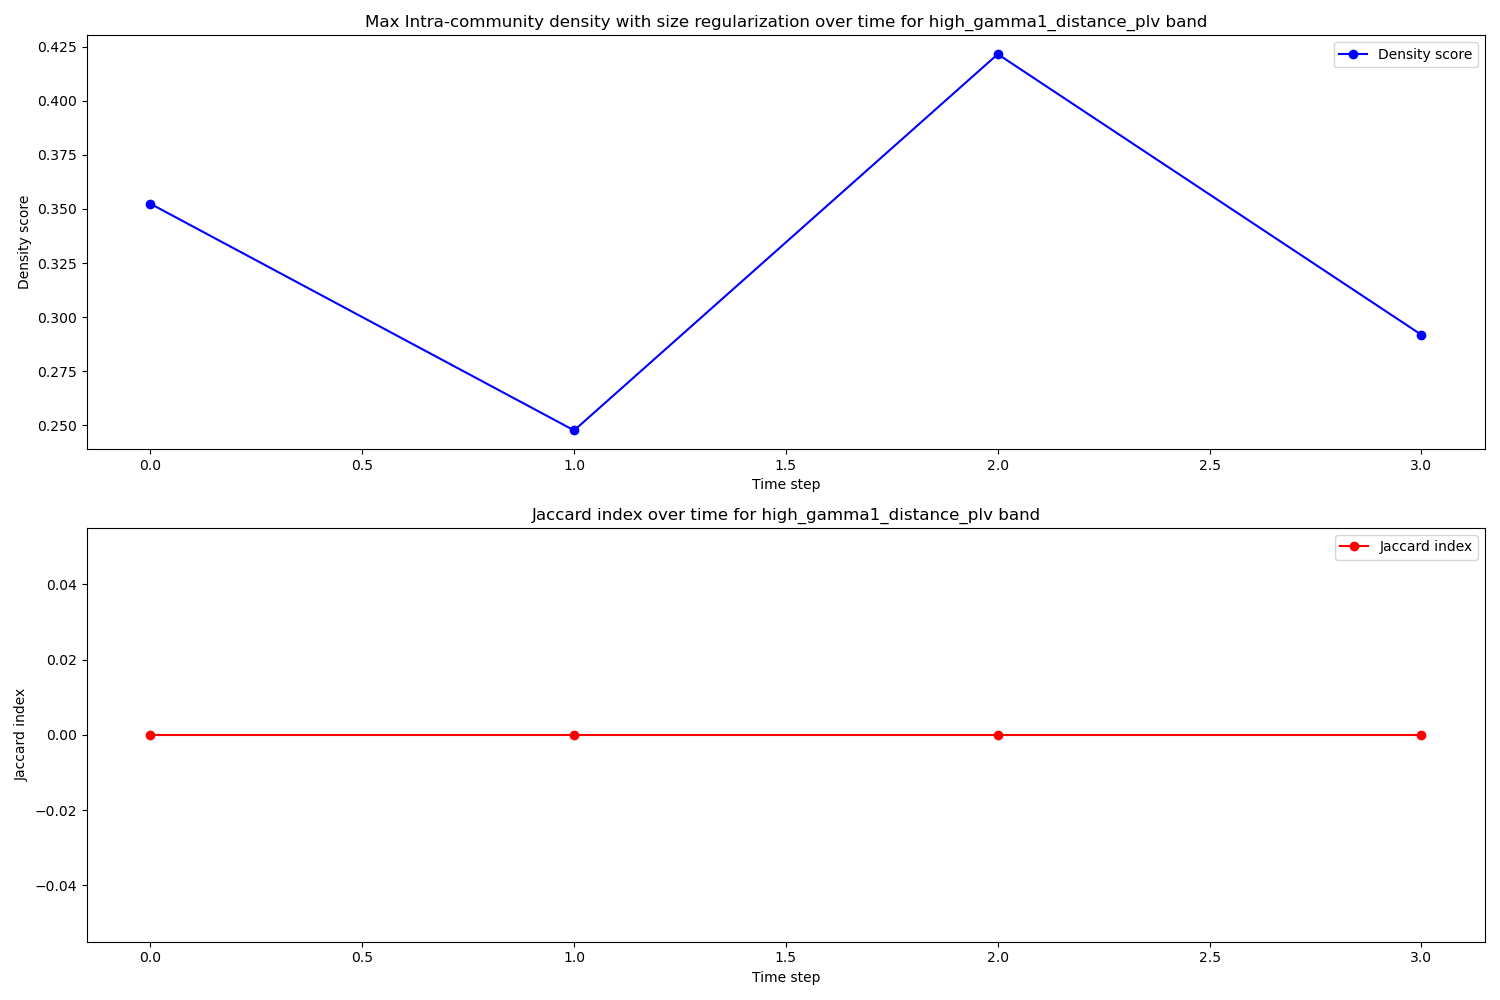 Max Intra-community density with size regularization over time for high_gamma1_distance_plv band
Density score
0.425
0.400
0.375
0.350
0.325
0.300
0.275
0.250
Density score
0.0 0.5 1.0 1.5 2.0 2.5 3.0
Time step
Jaccard index over time for high_gamma1_distance_plv band
Jaccard index
0.04
0.02
0.00
−0.02
−0.04
Jaccard index
0.0 0.5 1.0 1.5 2.0 2.5 3.0
Time step